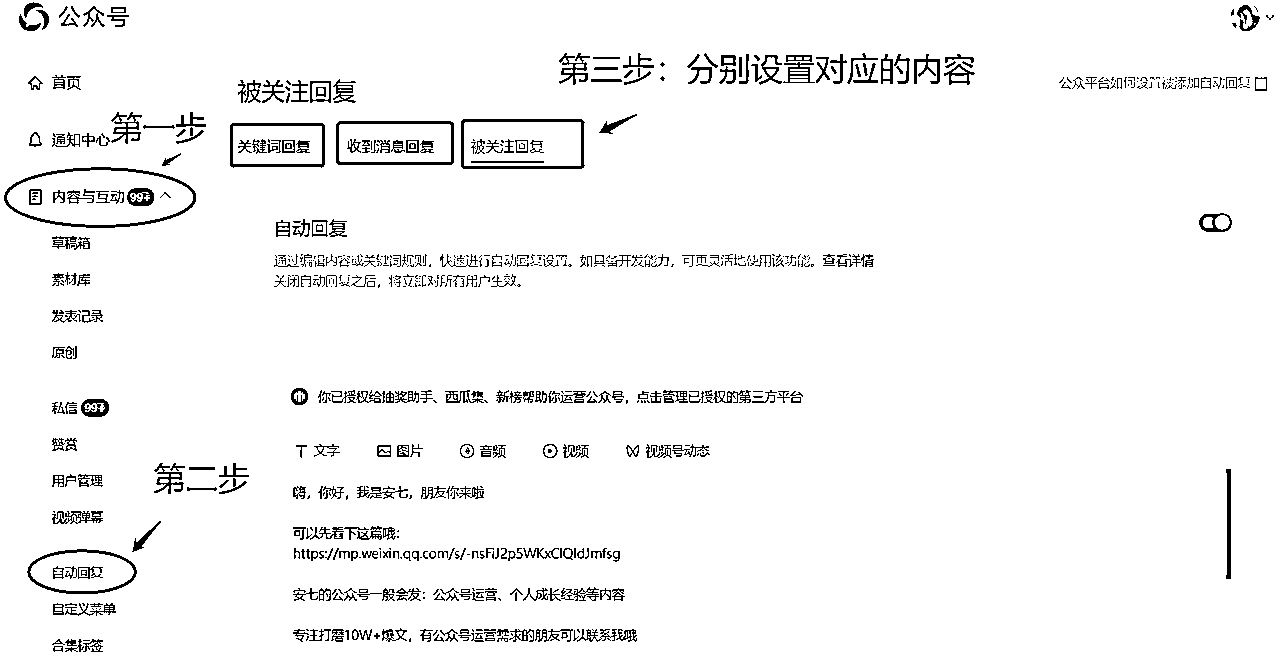 公众号
第三步：分别设置对应的内容
首页
被关注回复
公众平台如何设置被添加自动回复
通知中心
第一步
关键词回复
收到消息回复
被关注回复
内容与互动 99+
草稿箱
自动回复
通过编辑内容或关键词规则，快速进行自动回复设置。如具备开发能力，可更灵活地使用该功能。查看详情
关闭自动回复之后，将立即对所有用户生效。
素材库
发表记录
原创
你已授权给抽奖助手、西瓜集、新榜帮助你运营公众号，点击管理已授权的第三方平台
私信 99+
赞赏
文字 图片 音频 视频 视频号动态
用户管理
第二步
嗨，你好，我是安七，朋友你来啦
视频弹幕
可以先看下这篇哦：
https://mp.weixin.qq.com/s/-nsFiJ2p5WKxClQldJmfsg
自动回复
安七的公众号一般会发：公众号运营、个人成长经验等内容
自定义菜单
专注打磨10W+爆文，有公众号运营需求的朋友可以联系我哦
合集标签